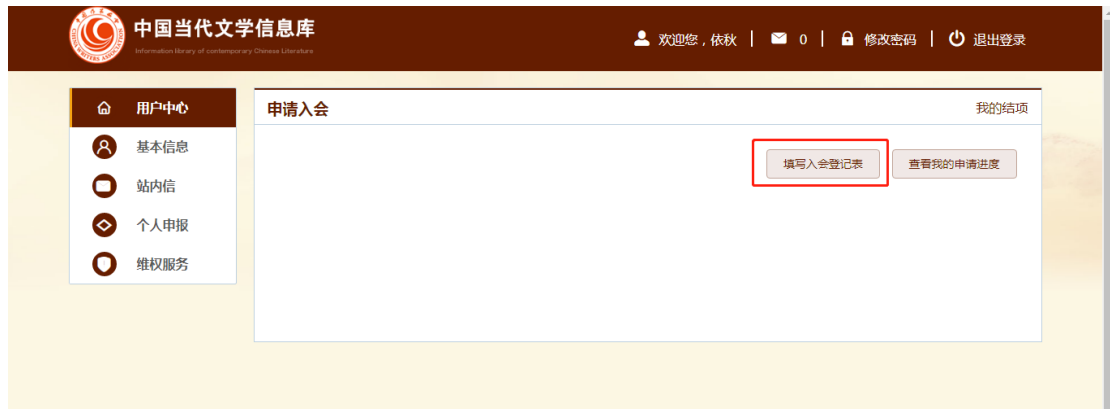 中国当代文学信息库
Information library of contemporary Chinese Literature
欢迎您，依秋 | 0 | 修改密码 | 退出登录
用户中心
基本信息
站内信
个人申报
维权服务
申请入会
我的结项
填写入会登记表
查看我的申请进度